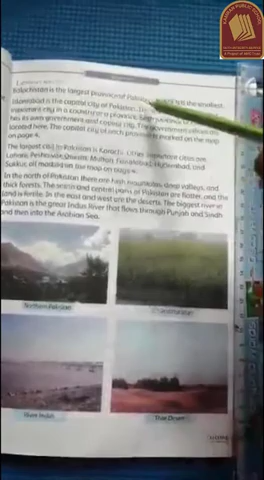 Balochistan is the largest province of Pakistan
Islamabad is the capital city of Pakistan.
important city in a country or a province.
has its own government and capital city. The government offices are
located here. The capital city of each province is marked on the map
on page 4.
The largest city in Pakistan is Karachi. Other important cities are
Lahore, Peshawar, Quetta, Multan, Faisalabad, Hyderabad, and
Sukkur, all marked on the map on page 4.
In the north of Pakistan there are high mountains, deep valleys, and
thick forests. The and central parts of Pakistan are flatter, and the
land is fertile. In the east and west are the deserts. The biggest river in
Pakistan is the great Indus River that flows through Punjab and Sindh
and then into the Arabian Sea.
Northern Pakistan
River Indus
Thar Desert